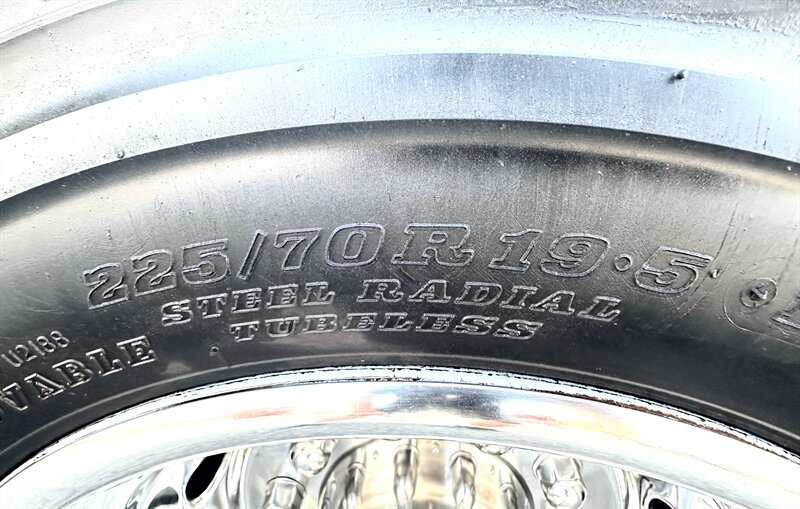 225/70R19.5
STEEL RADIAL
TUBELESS
U2188